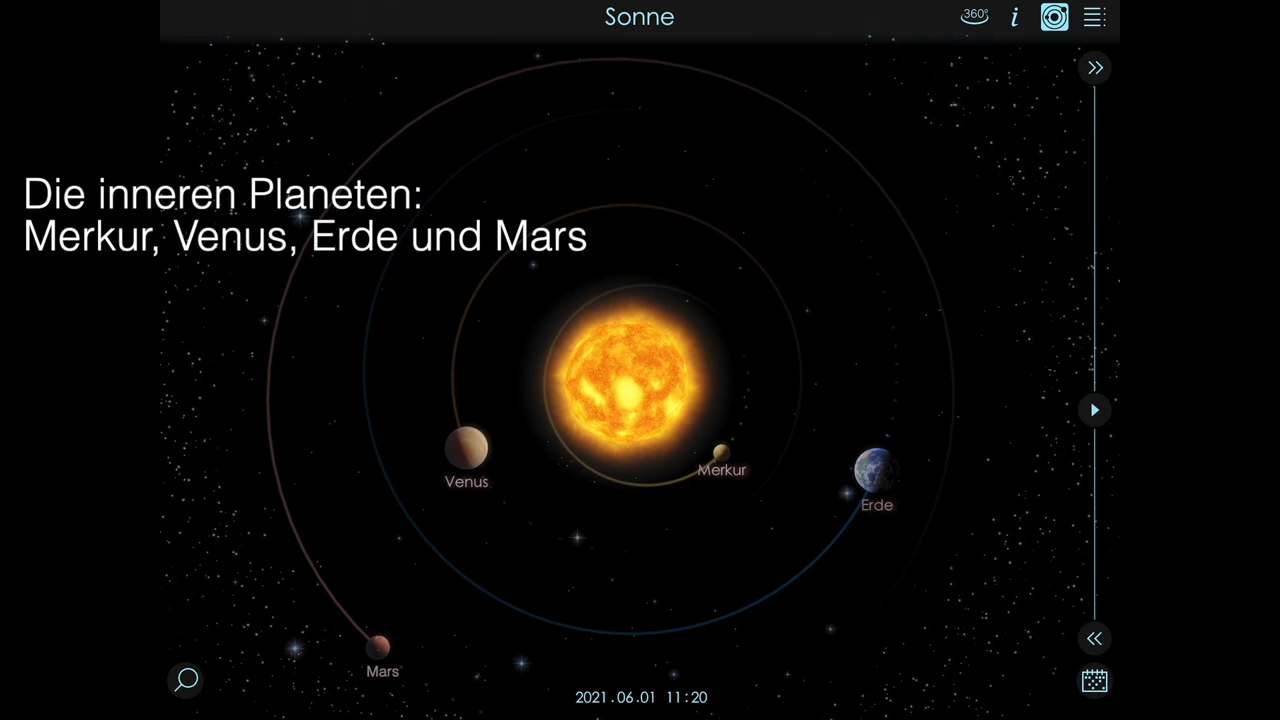 Sonne
360°
i
Die inneren Planeten:
Merkur, Venus, Erde und Mars
Venus
Merkur
Erde
Mars
2021.06.01 11:20